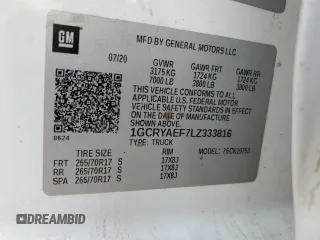 GM
MFD BY GENERAL MOTORS LLC
07/20
GVWR GAWR FRT GAWR RR
3175 KG 1724 KG 1724 KG
7000 LB 3800 LB 3800 LB
THIS VEHICLE CONFORMS TO ALL
APPLICABLE U.S. FEDERAL MOTOR
VEHICLE SAFETY STANDARDS IN
EFFECT ON THE DATE OF MANUFACTURE
SHOWN ABOVE.
1GCRYAEF7LZ333816
8624
TYPE: TRUCK MODEL:
TIRE SIZE RIM
FRT 265/70R17 S 17X8J
RR 265/70R17 S 17X8J
SPA 265/70R17 S 17X8J